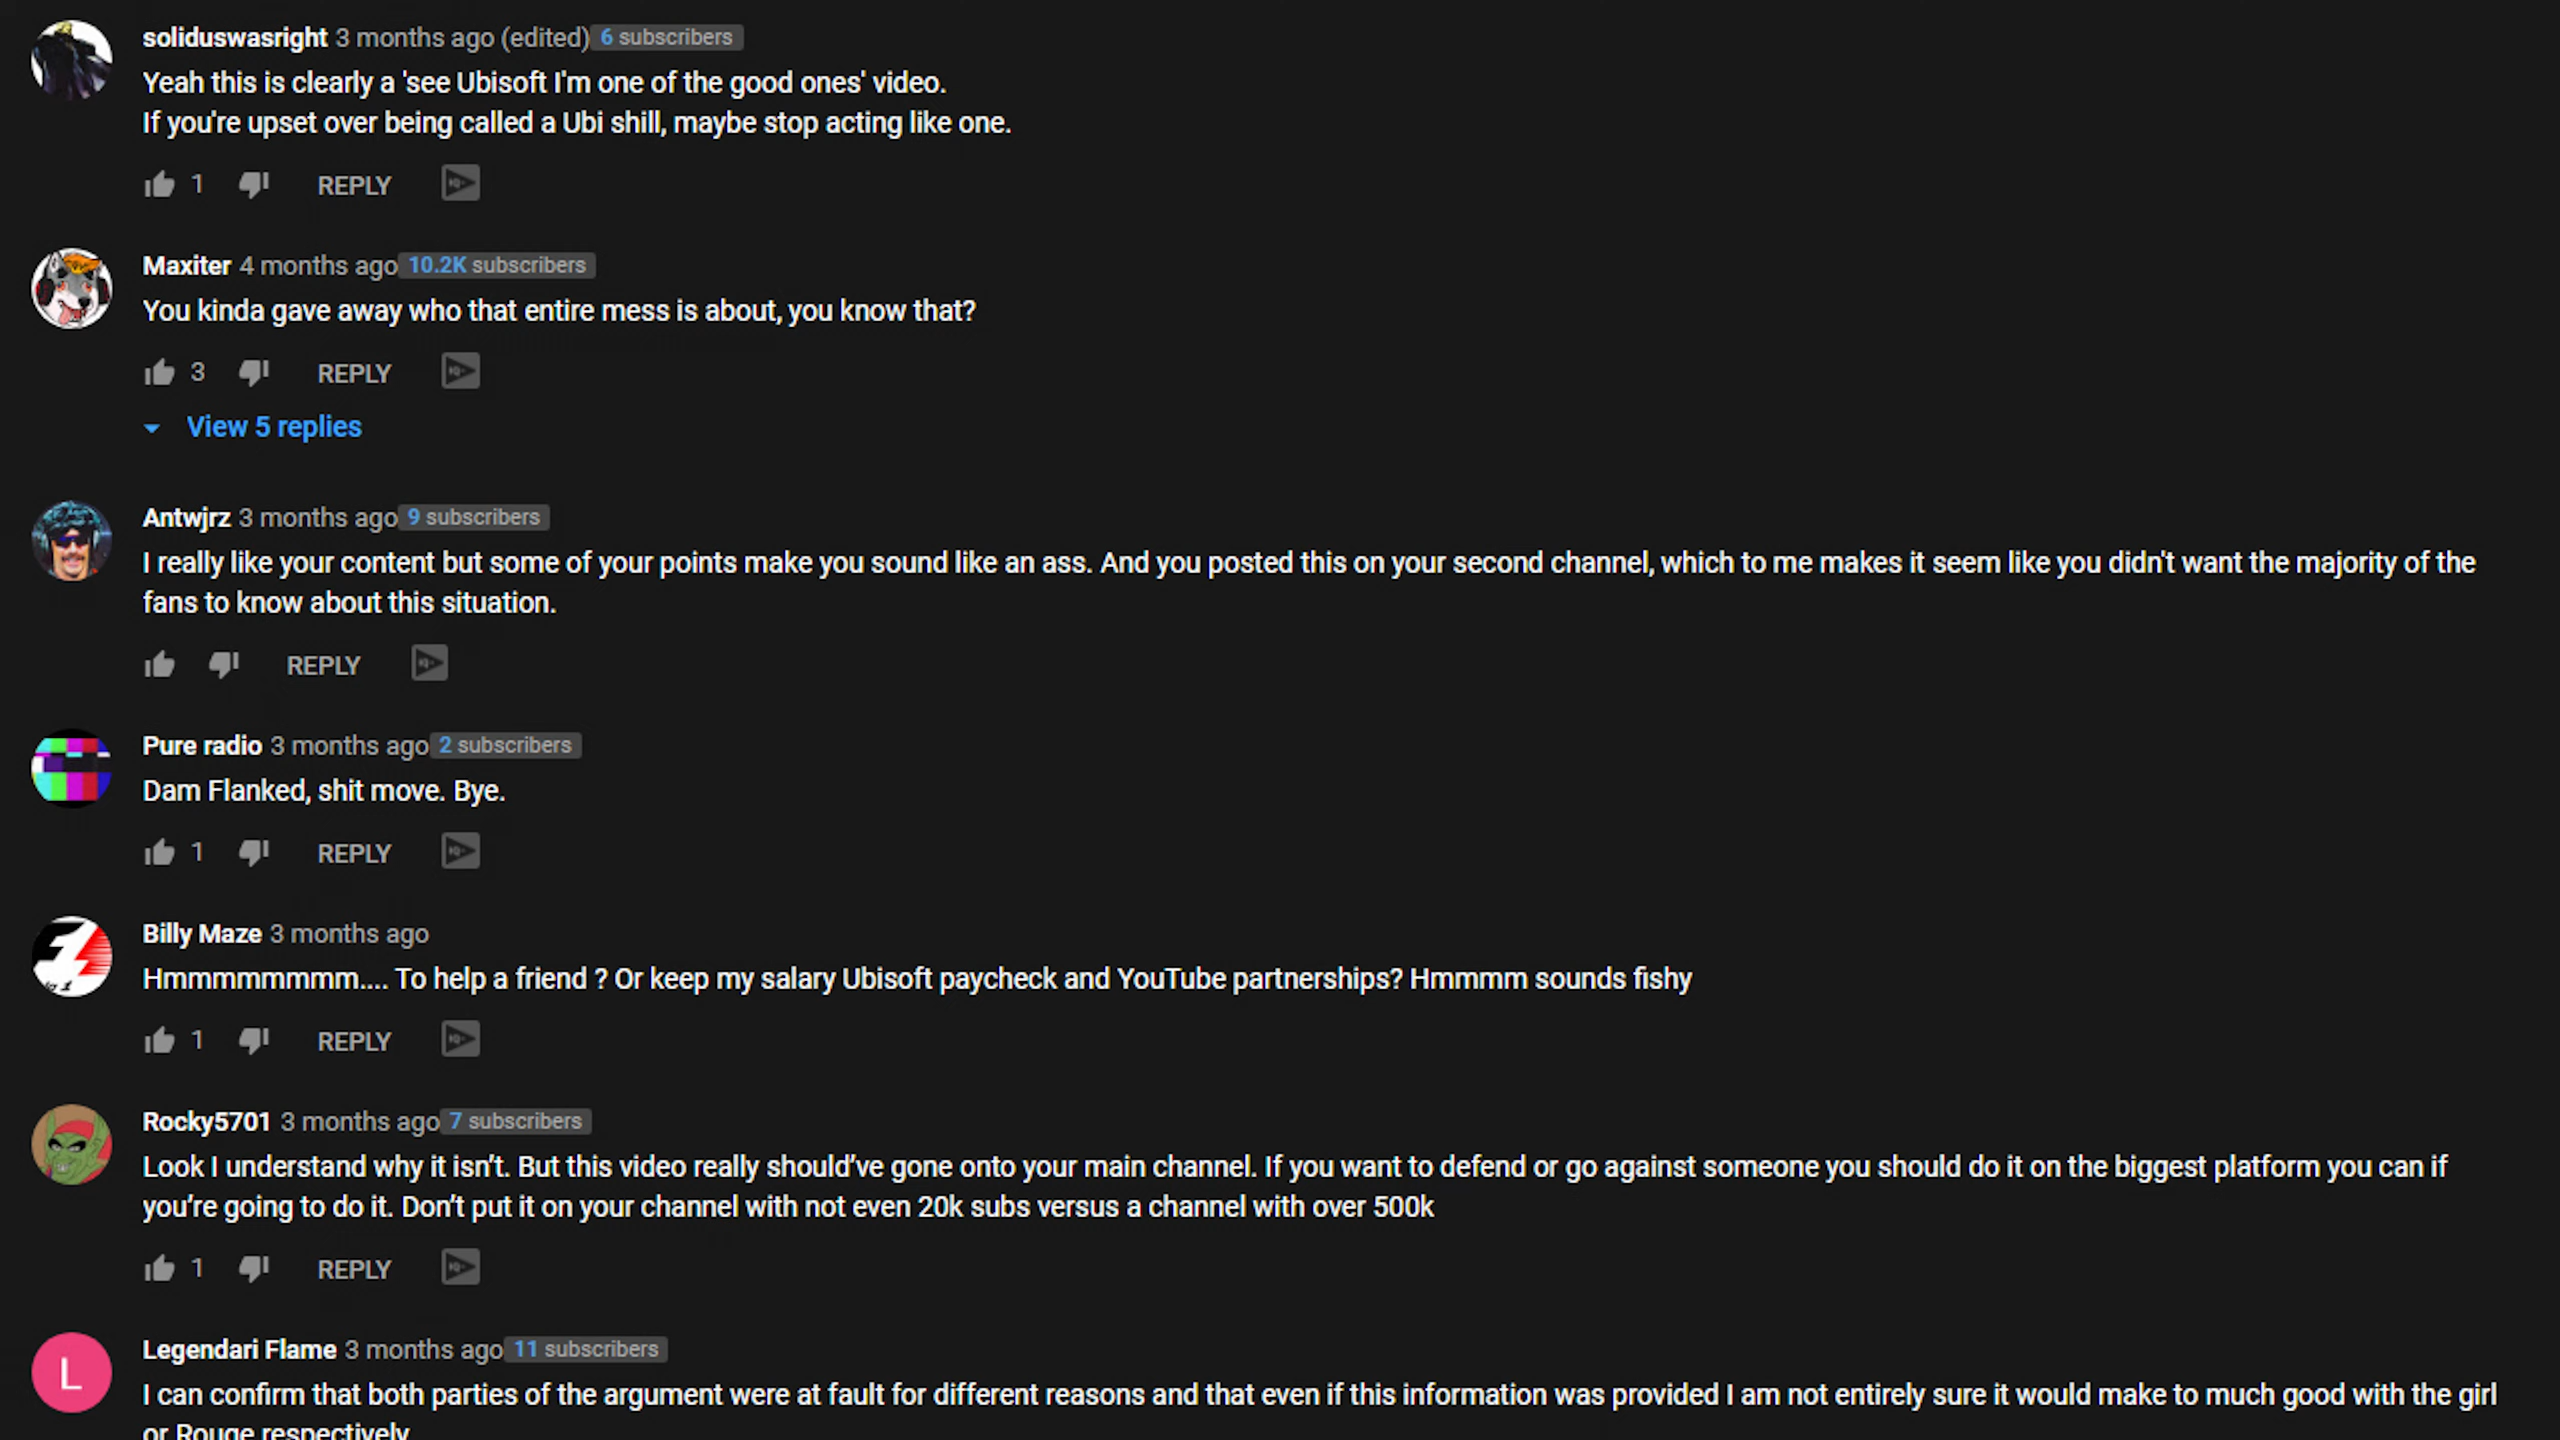 soliduswasright 3 months ago (edited) 6 subscribers
Yeah this is clearly a 'see Ubisoft I'm one of the good ones' video.
If you're upset over being called a Ubi shill, maybe stop acting like one.
1 REPLY
Maxiter 4 months ago 10.2K subscribers
You kinda gave away who that entire mess is about, you know that?
3 REPLY
View 5 replies
Antwjrz 3 months ago 9 subscribers
I really like your content but some of your points make you sound like an ass. And you posted this on your second channel, which to me makes it seem like you didn't want the majority of the
fans to know about this situation.
REPLY
Pure radio 3 months ago 2 subscribers
Dam Flanked, shit move. Bye.
1 REPLY
Billy Maze 3 months ago
Hmmmmmmmm.... To help a friend ? Or keep my salary Ubisoft paycheck and YouTube partnerships? Hmmmm sounds fishy
1 REPLY
Rocky5701 3 months ago 7 subscribers
Look I understand why it isn’t. But this video really should’ve gone onto your main channel. If you want to defend or go against someone you should do it on the biggest platform you can if
you’re going to do it. Don’t put it on your channel with not even 20k subs versus a channel with over 500k
1 REPLY
L
Legendari Flame 3 months ago 11 subscribers
I can confirm that both parties of the argument were at fault for different reasons and that even if this information was provided I am not entirely sure it would make to much good with the girl
or Rouge respectively